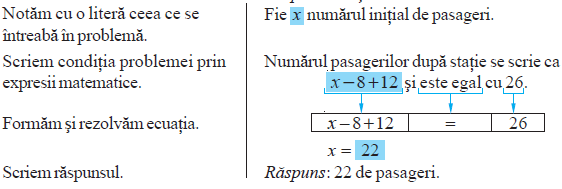 Notăm cu o literă ceea ce se
întreabă în problemă.
Fie x numărul inițial de pasageri.
Scriem condiția problemei prin
expresii matematice.
Numărul pasagerilor după stație se scrie ca
x−8+12 și este egal cu 26.
Formăm și rezolvăm ecuația.
x−8+12 = 26
x = 22
Scriem răspunsul.
Răspuns: 22 de pasageri.